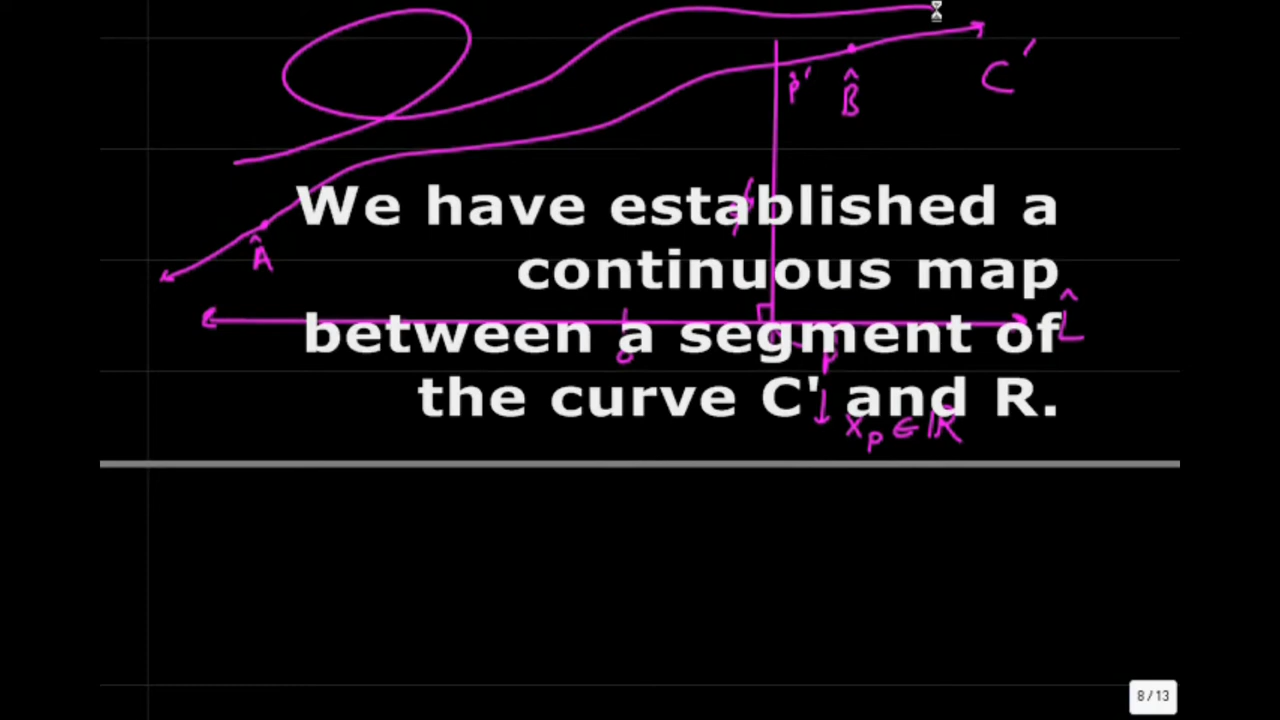 C'
p'
B̂
Â
We have established a
continuous map
between a segment of
the curve C' and R.
L̂
o
p
x_p ∈ ℝ
8 / 13